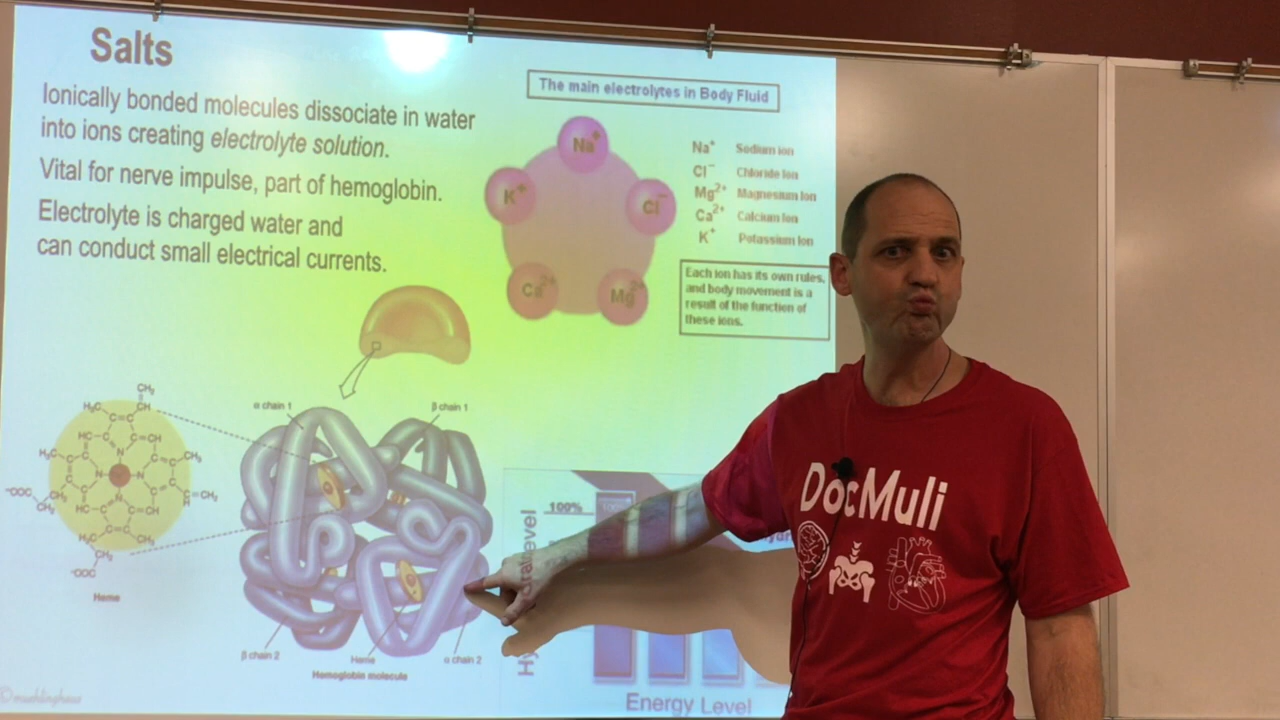 Salts
Ionically bonded molecules dissociate in water
into ions creating electrolyte solution.
Vital for nerve impulse, part of hemoglobin.
Electrolyte is charged water and
can conduct small electrical currents.
The main electrolytes in Body Fluid
Na⁺
K⁺
Cl⁻
Ca²⁺
Mg²⁺
Na⁺ Sodium ion
Cl⁻ Chloride Ion
Mg²⁺ Magnesium Ion
Ca²⁺ Calcium Ion
K⁺ Potassium Ion
Each ion has its own rules,
and body movement is a
result of the function of
these ions.
α chain 1
β chain 1
β chain 2
Heme
α chain 2
Hemoglobin molecule
Heme
100%
Energy Level
DocMuli